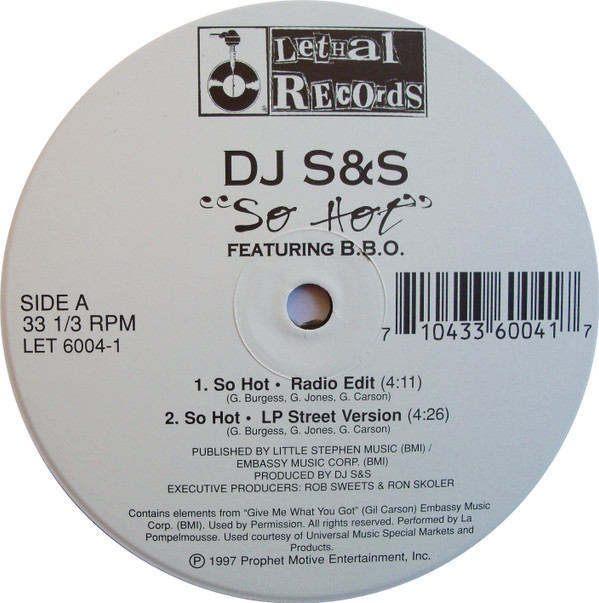 Lethal
Records
DJ S&S
"So Hot"
FEATURING B.B.O.
SIDE A
33 1/3 RPM
LET 6004-1
7 10433 60041 7
1. So Hot • Radio Edit (4:11)
(G. Burgess, G. Jones, G. Carson)
2. So Hot • LP Street Version (4:26)
(G. Burgess, G. Jones, G. Carson)
PUBLISHED BY LITTLE STEPHEN MUSIC (BMI) /
EMBASSY MUSIC CORP. (BMI)
PRODUCED BY DJ S&S
EXECUTIVE PRODUCERS: ROB SWEETS & RON SKOLER
Contains elements from "Give Me What You Got" (Gil Carson) Embassy Music
Corp. (BMI). Used by Permission. All rights reserved. Performed by La
Pompelmousse. Used courtesy of Universal Music Special Markets and
Products.
℗ 1997 Prophet Motive Entertainment, Inc.